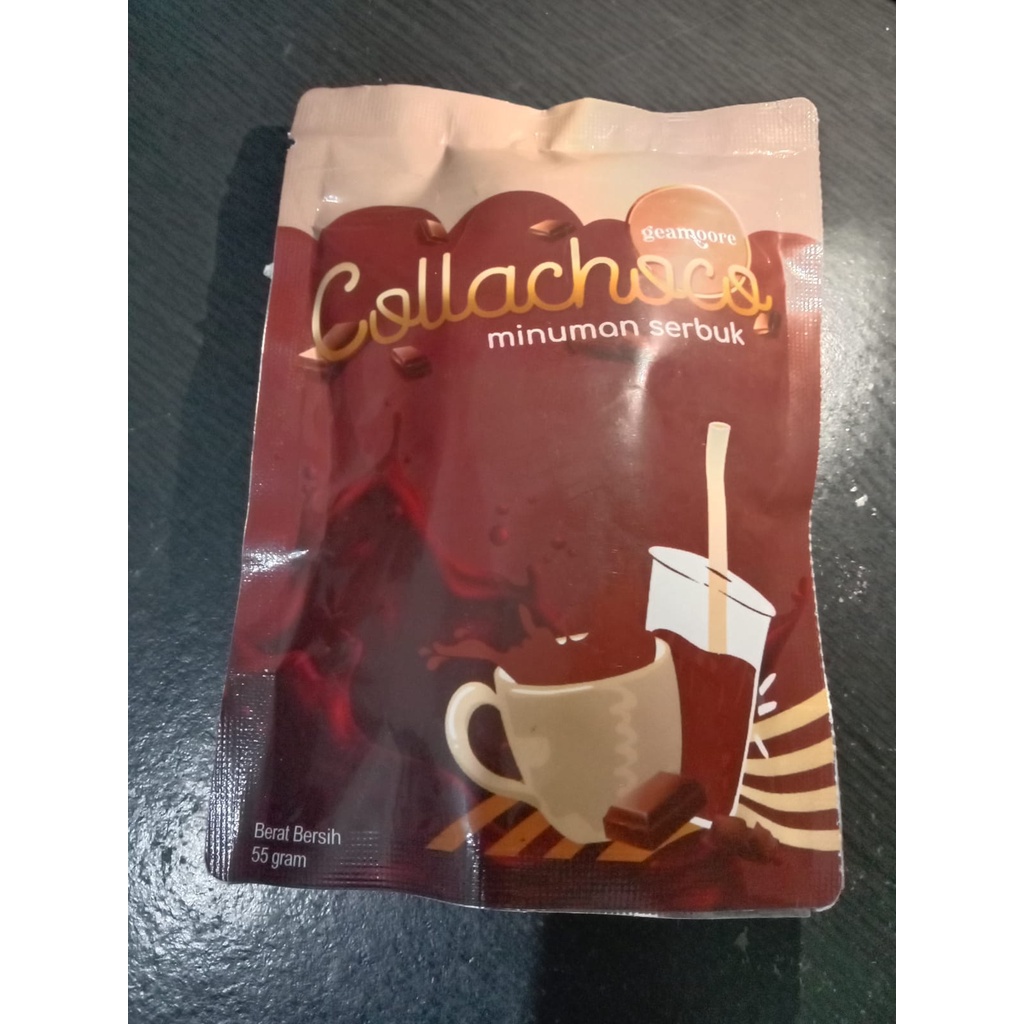 geamoore
Collachoco
minuman serbuk
Berat Bersih
55 gram